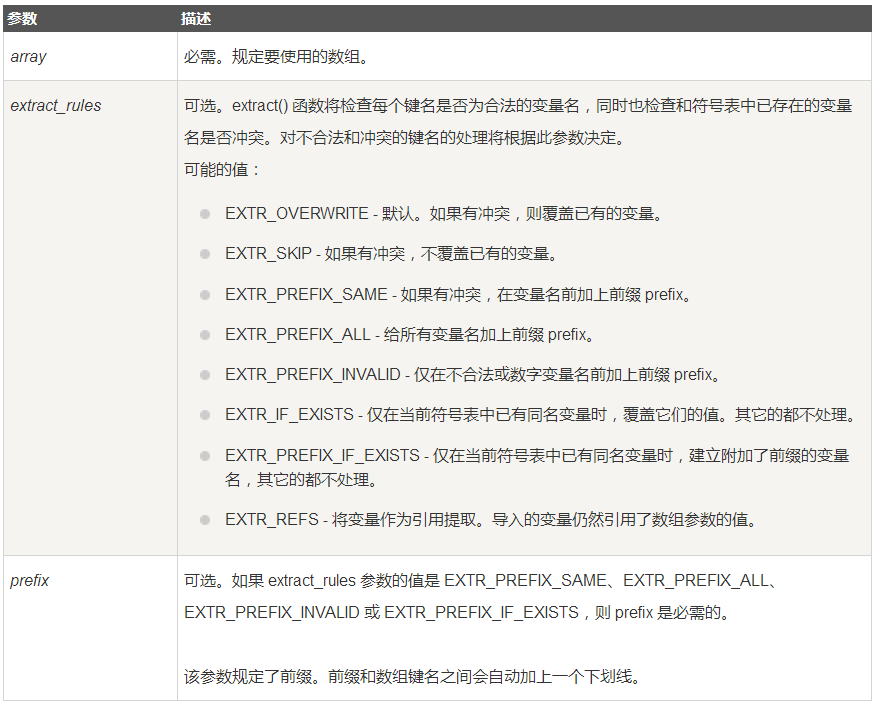 参数 描述
array 必需。规定要使用的数组。
extract_rules 可选。extract() 函数将检查每个键名是否为合法的变量名，同时也检查和符号表中已存在的变量
名是否冲突。对不合法和冲突的键名的处理将根据此参数决定。
可能的值：
EXTR_OVERWRITE - 默认。如果有冲突，则覆盖已有的变量。
EXTR_SKIP - 如果有冲突，不覆盖已有的变量。
EXTR_PREFIX_SAME - 如果有冲突，在变量名前加上前缀 prefix。
EXTR_PREFIX_ALL - 给所有变量名加上前缀 prefix。
EXTR_PREFIX_INVALID - 仅在不合法或数字变量名前加上前缀 prefix。
EXTR_IF_EXISTS - 仅在当前符号表中已有同名变量时，覆盖它们的值。其它的都不处理。
EXTR_PREFIX_IF_EXISTS - 仅在当前符号表中已有同名变量时，建立附加了前缀的变量
名，其它的都不处理。
EXTR_REFS - 将变量作为引用提取。导入的变量仍然引用了数组参数的值。
prefix 可选。如果 extract_rules 参数的值是 EXTR_PREFIX_SAME、EXTR_PREFIX_ALL、
EXTR_PREFIX_INVALID 或 EXTR_PREFIX_IF_EXISTS，则 prefix 是必需的。
该参数规定了前缀。前缀和数组键名之间会自动加上一个下划线。